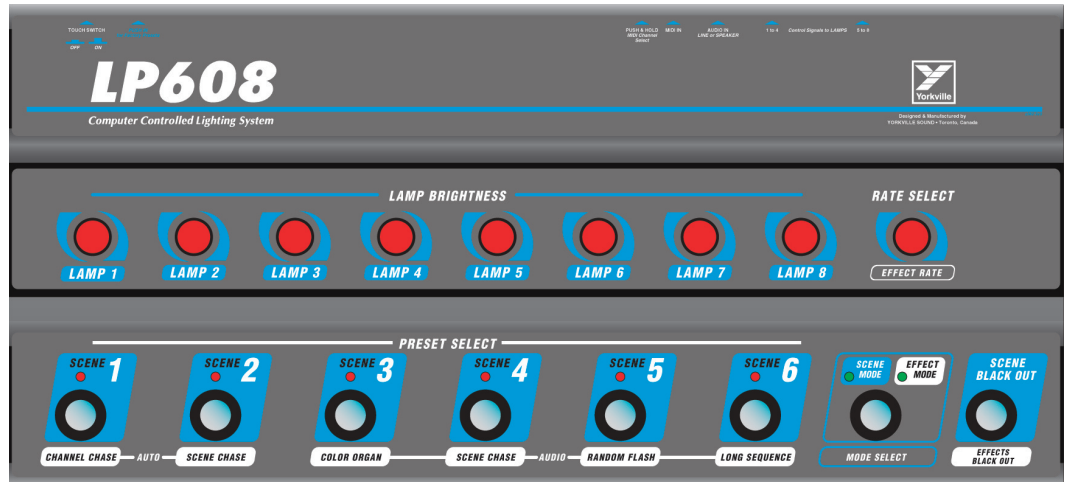 TOUCH SWITCH
OFF ON
PUSH & HOLD
MIDI Channel
Select
MIDI IN
AUDIO IN
LINE or SPEAKER
1 to 4 Control Signals to LAMPS 5 to 8
LP608
Computer Controlled Lighting System
Yorkville
Designed & Manufactured by
YORKVILLE SOUND • Toronto, Canada
LAMP BRIGHTNESS
RATE SELECT
LAMP 1 LAMP 2 LAMP 3 LAMP 4 LAMP 5 LAMP 6 LAMP 7 LAMP 8
EFFECT RATE
PRESET SELECT
SCENE 1 SCENE 2 SCENE 3 SCENE 4 SCENE 5 SCENE 6
SCENE
MODE
EFFECT
MODE
SCENE
BLACK OUT
CHANNEL CHASE AUTO SCENE CHASE
COLOR ORGAN SCENE CHASE AUDIO RANDOM FLASH LONG SEQUENCE
MODE SELECT
EFFECTS
BLACK OUT